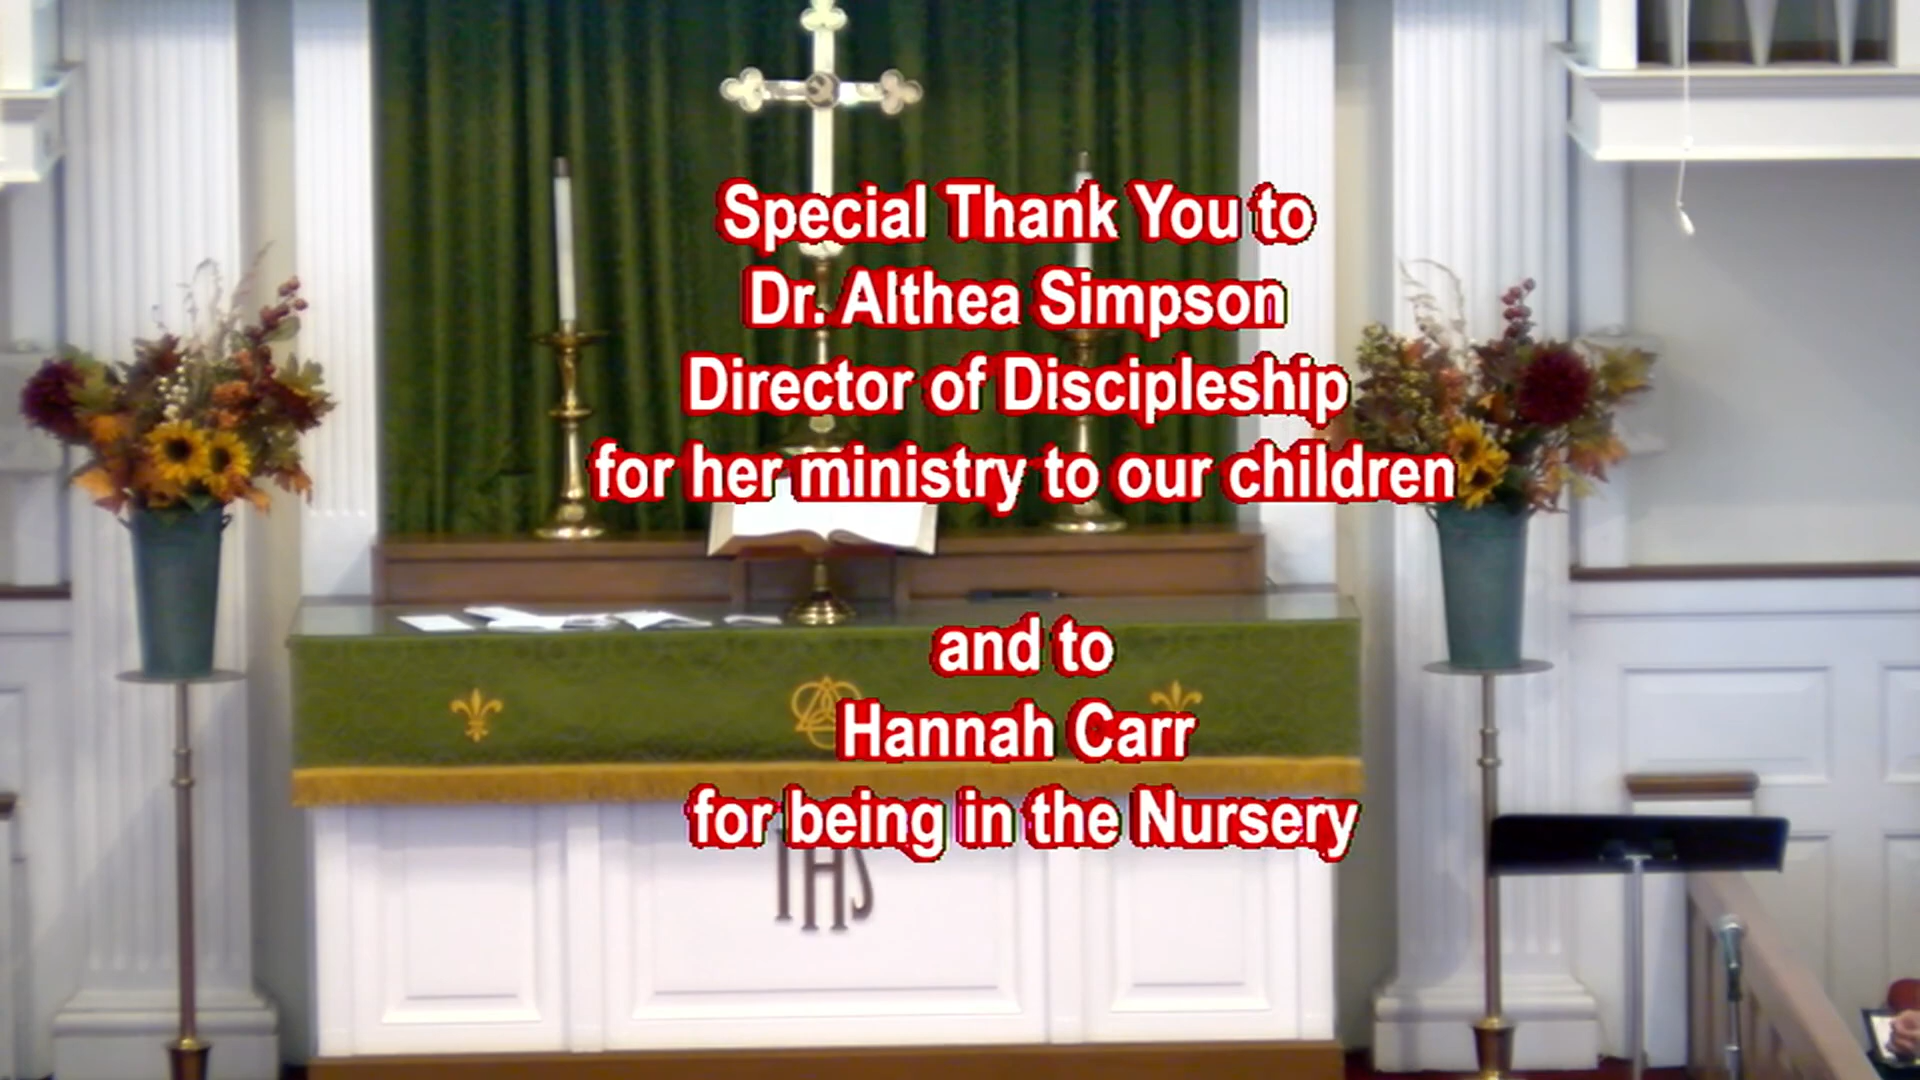 Special Thank You to
Dr. Althea Simpson
Director of Discipleship
for her ministry to our children
and to
Hannah Carr
for being in the Nursery
IHS